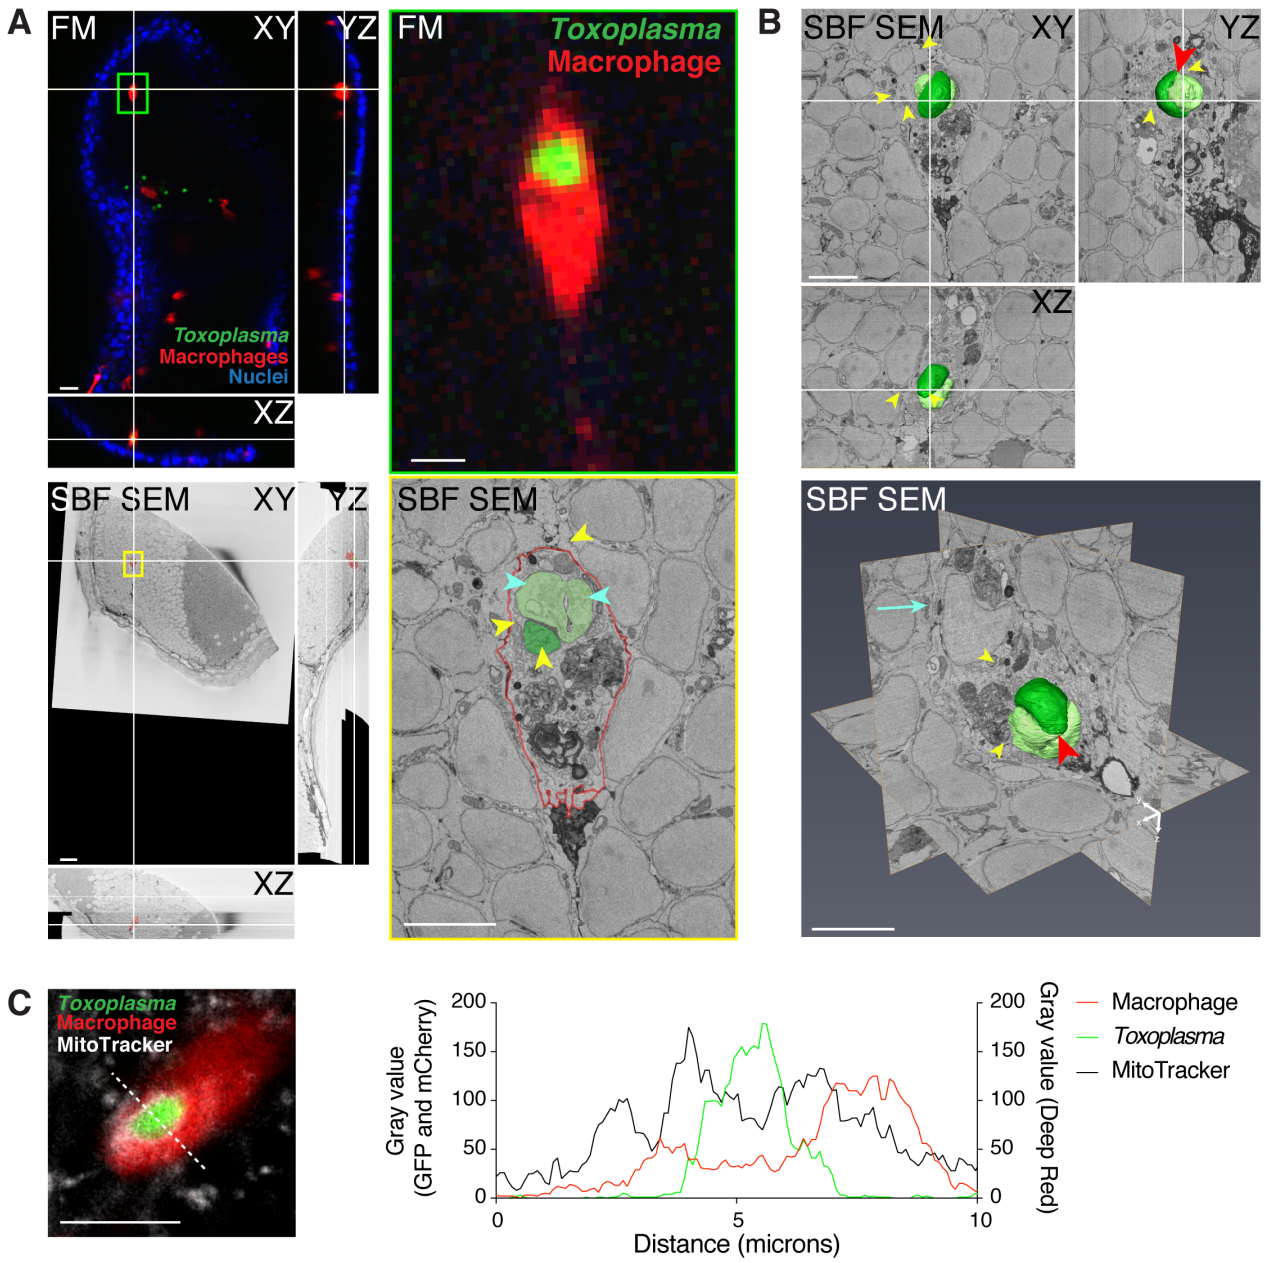 A
FM
XY
YZ
Toxoplasma
Macrophages
Nuclei
XZ
FM
Toxoplasma
Macrophage
SBF SEM
XY
YZ
XZ
SBF SEM
B
SBF SEM
XY
YZ
XZ
SBF SEM
Y
X
Z
C
Toxoplasma
Macrophage
MitoTracker
Gray value
(GFP and mCherry)
200
150
100
50
0
0
5
10
Distance (microns)
200
150
100
50
0
Gray value (Deep Red)
Macrophage
Toxoplasma
MitoTracker